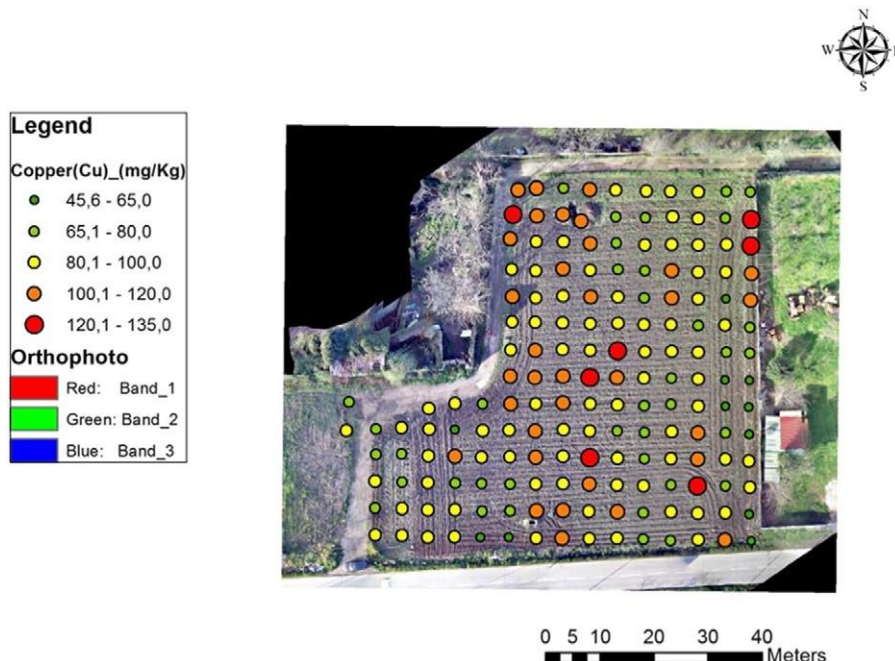 N
W
S
Legend
Copper(Cu)_(mg/Kg)
45,6 - 65,0
65,1 - 80,0
80,1 - 100,0
100,1 - 120,0
120,1 - 135,0
Orthophoto
Red: Band_1
Green: Band_2
Blue: Band_3
0 5 10 20 30 40
Meters